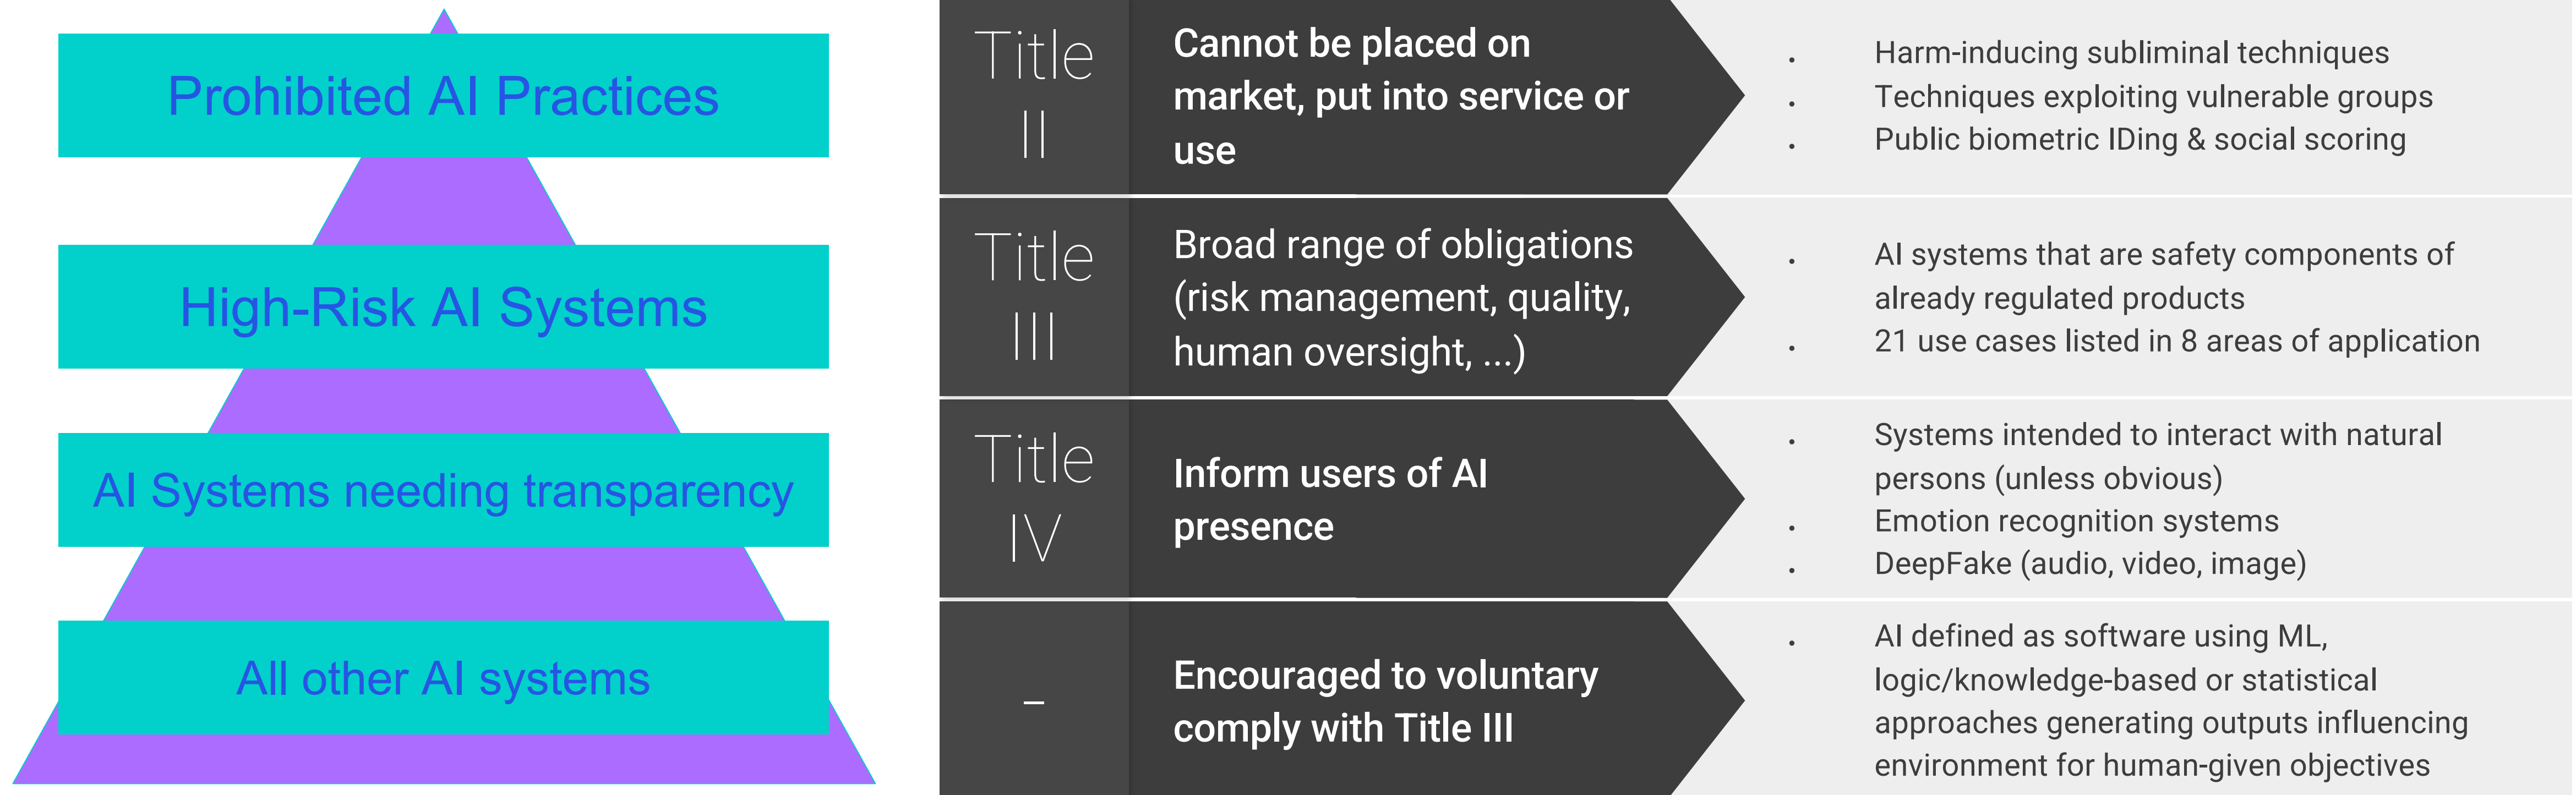 Prohibited AI Practices
High-Risk AI Systems
AI Systems needing transparency
All other AI systems
Title
II
Cannot be placed on
market, put into service or
use
. Harm-inducing subliminal techniques
. Techniques exploiting vulnerable groups
. Public biometric IDing & social scoring
Title
III
Broad range of obligations
(risk management, quality,
human oversight, ...)
. AI systems that are safety components of
already regulated products
. 21 use cases listed in 8 areas of application
Title
IV
Inform users of AI
presence
. Systems intended to interact with natural
persons (unless obvious)
. Emotion recognition systems
. DeepFake (audio, video, image)
–
Encouraged to voluntary
comply with Title III
. AI defined as software using ML,
logic/knowledge-based or statistical
approaches generating outputs influencing
environment for human-given objectives